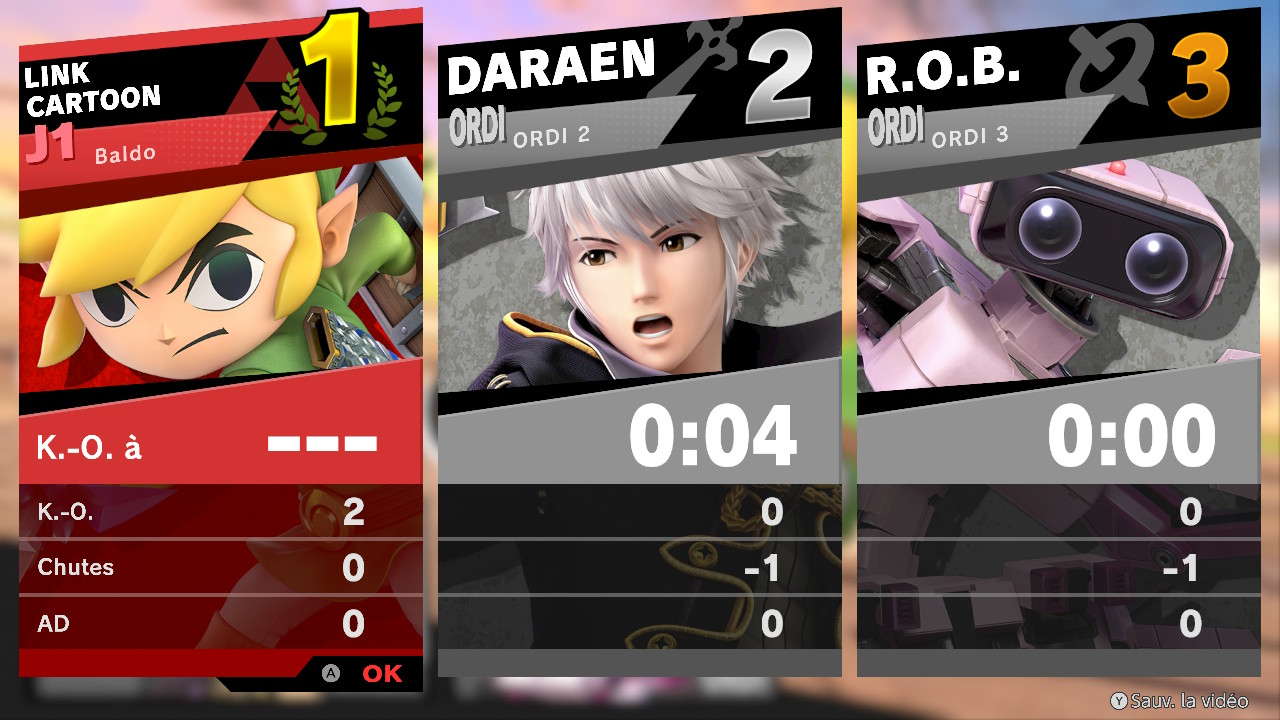 LINK
CARTOON
1
J1 Baldo
K.-O. à ---
K.-O. 2
Chutes 0
AD 0
A OK
DARAEN 2
ORDI ORDI 2
0:04
0
-1
0
R.O.B. 3
ORDI ORDI 3
0:00
0
-1
0
Y Sauv. la vidéo